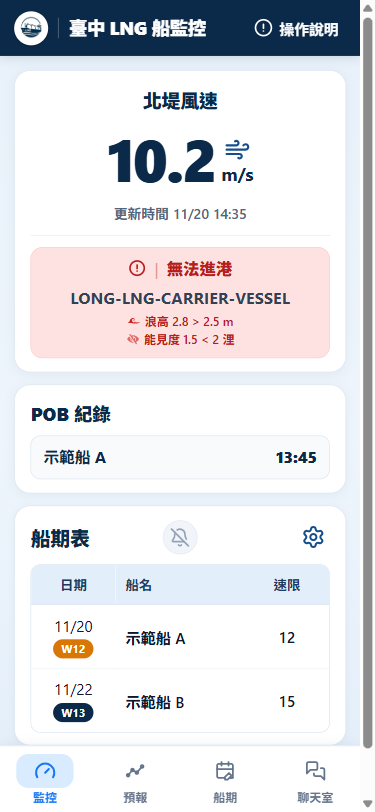 臺中 LNG 船監控
操作說明
北堤風速
10.2 m/s
更新時間 11/20 14:35
無法進港
LONG-LNG-CARRIER-VESSEL
浪高 2.8 > 2.5 m
能見度 1.5 < 2 浬
POB 紀錄
示範船 A 13:45
船期表
日期 船名 速限
11/20
W12
示範船 A 12
11/22
W13
示範船 B 15
監控 預報 船期 聊天室